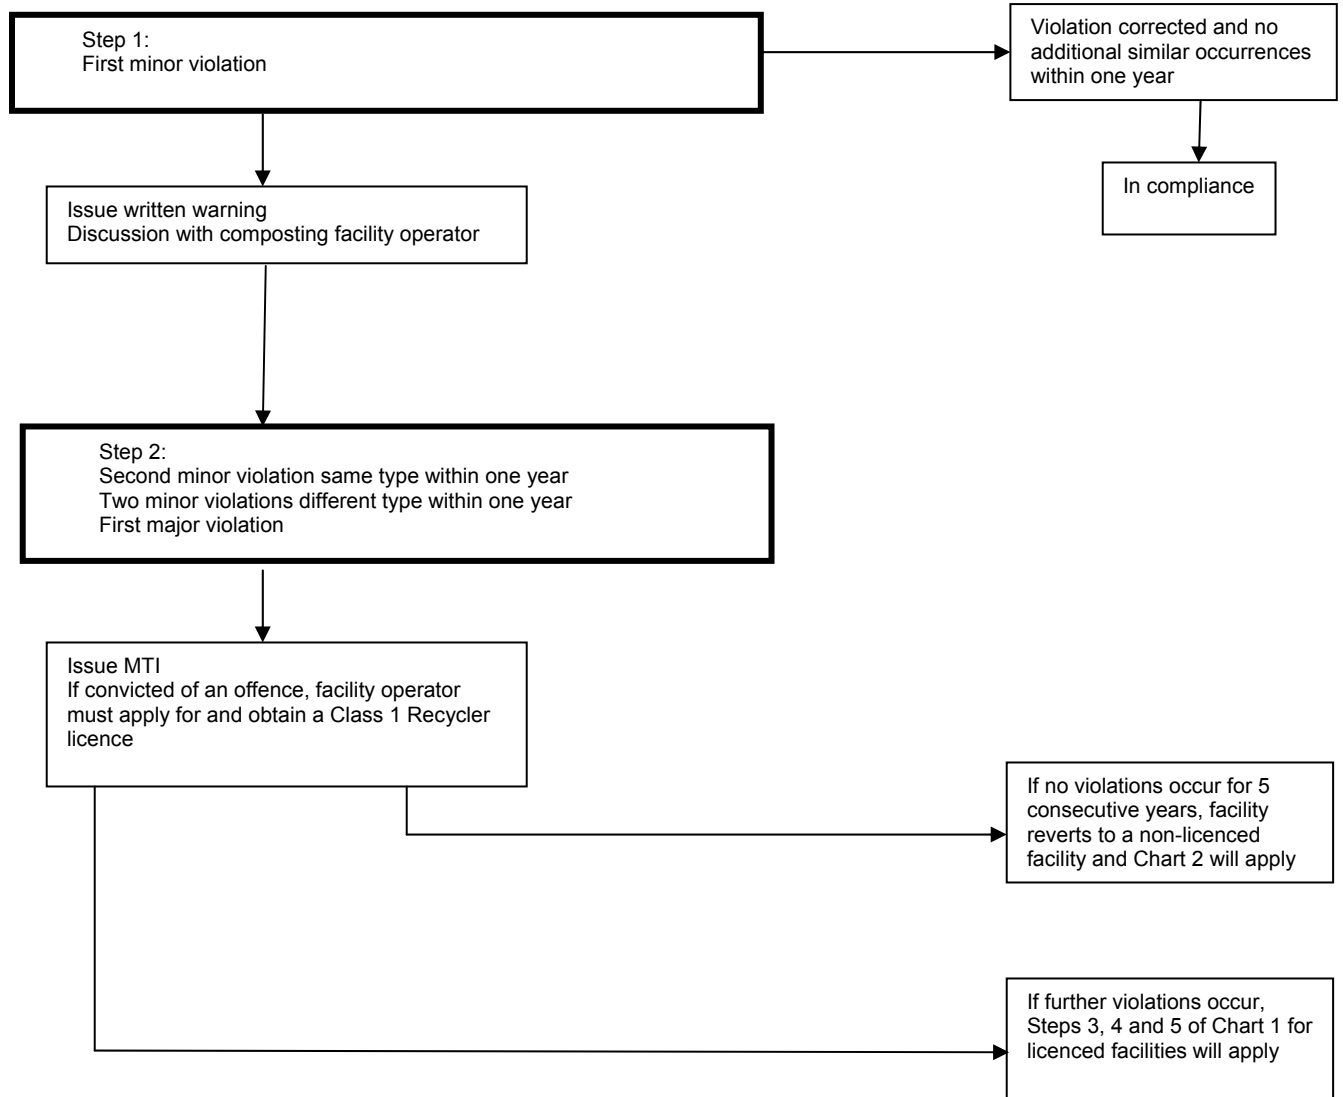 Step 1:
First minor violation
Violation corrected and no
additional similar occurrences
within one year
In compliance
Issue written warning
Discussion with composting facility operator
Step 2:
Second minor violation same type within one year
Two minor violations different type within one year
First major violation
Issue MTI
If convicted of an offence, facility operator
must apply for and obtain a Class 1 Recycler
licence
If no violations occur for 5
consecutive years, facility
reverts to a non-licenced
facility and Chart 2 will apply
If further violations occur,
Steps 3, 4 and 5 of Chart 1 for
licenced facilities will apply